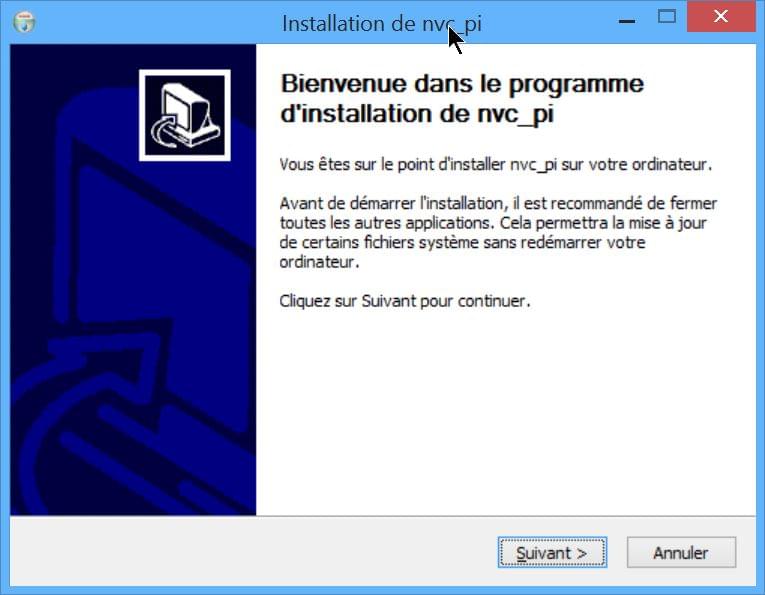 Installation de nvc_pi
Bienvenue dans le programme
d'installation de nvc_pi
Vous êtes sur le point d'installer nvc_pi sur votre ordinateur.
Avant de démarrer l'installation, il est recommandé de fermer
toutes les autres applications. Cela permettra la mise à jour
de certains fichiers système sans redémarrer votre
ordinateur.
Cliquez sur Suivant pour continuer.
Suivant >
Annuler